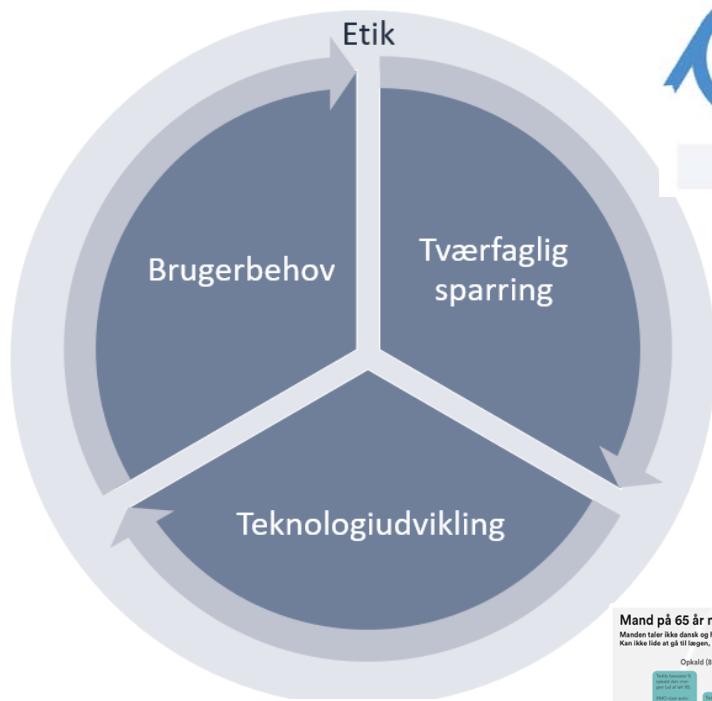 Etik
Brugerbehov
Tværfaglig
sparring
Teknologiudvikling
Mand på 65 år
Manden taler ikke dansk og
Kan ikke lide at gå til lægen,
Opkald